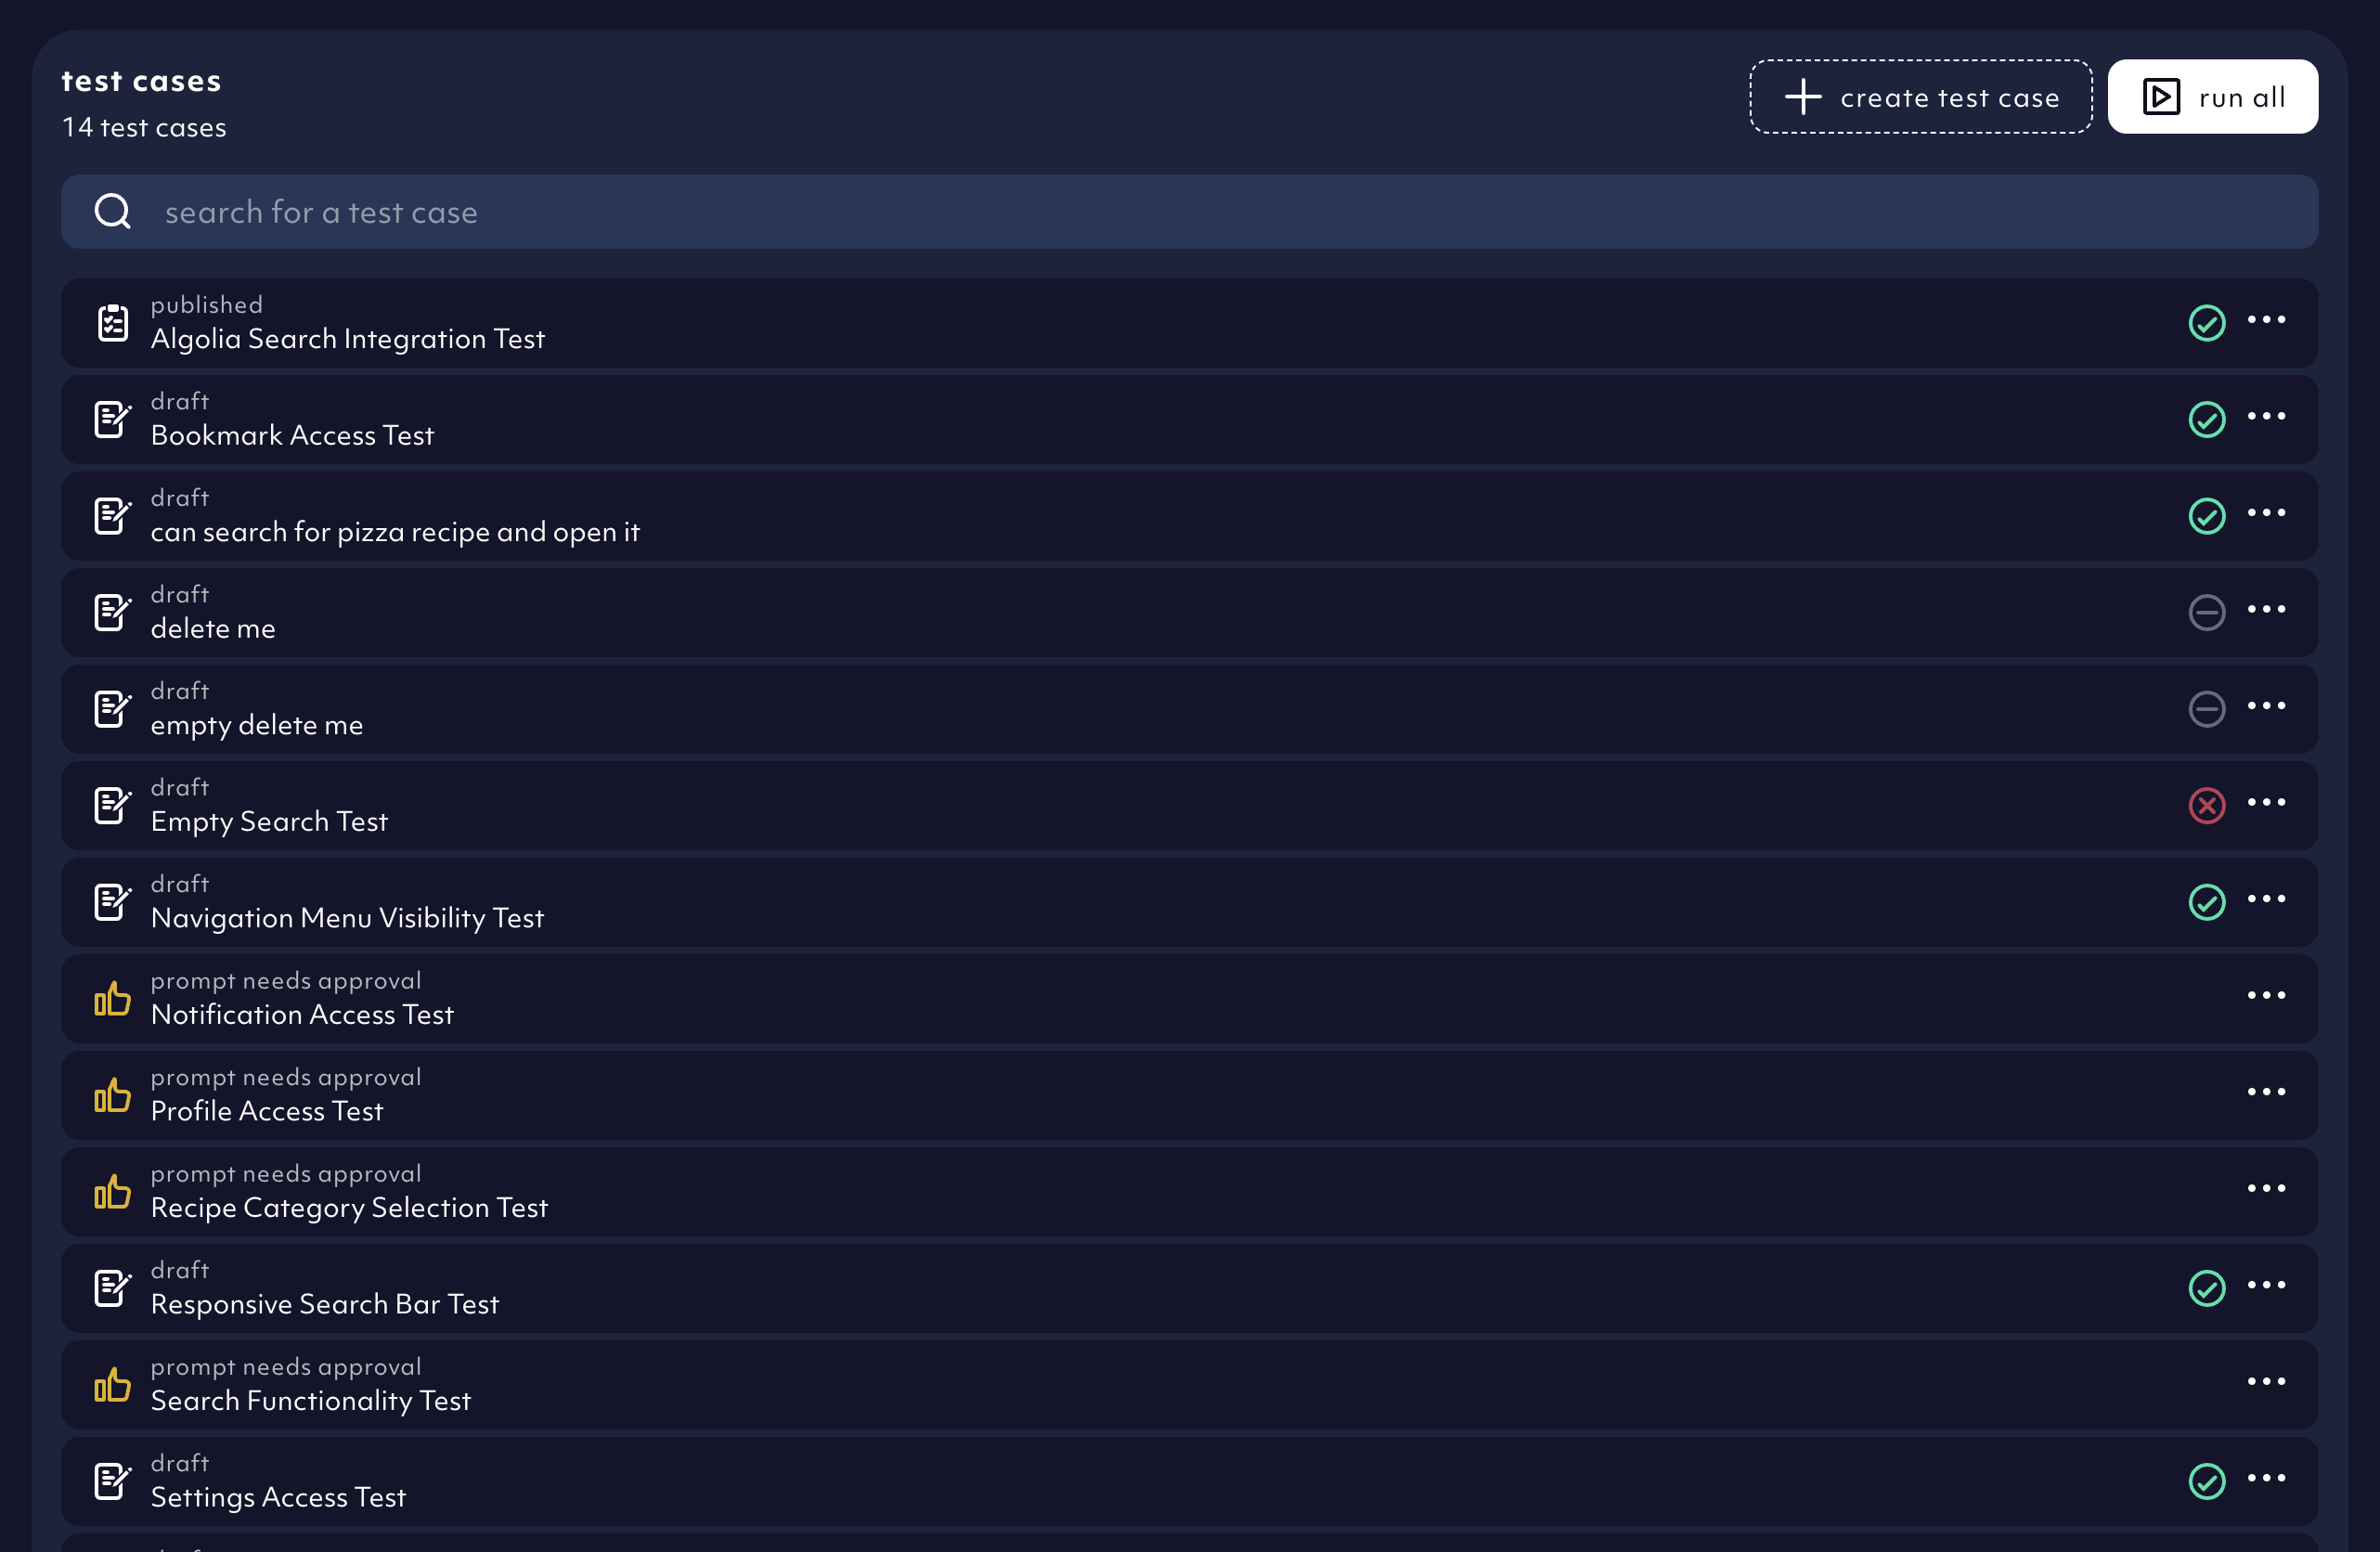 test cases
14 test cases
create test case
run all
search for a test case
published
Algolia Search Integration Test
draft
Bookmark Access Test
draft
can search for pizza recipe and open it
draft
delete me
draft
empty delete me
draft
Empty Search Test
draft
Navigation Menu Visibility Test
prompt needs approval
Notification Access Test
prompt needs approval
Profile Access Test
prompt needs approval
Recipe Category Selection Test
draft
Responsive Search Bar Test
prompt needs approval
Search Functionality Test
draft
Settings Access Test